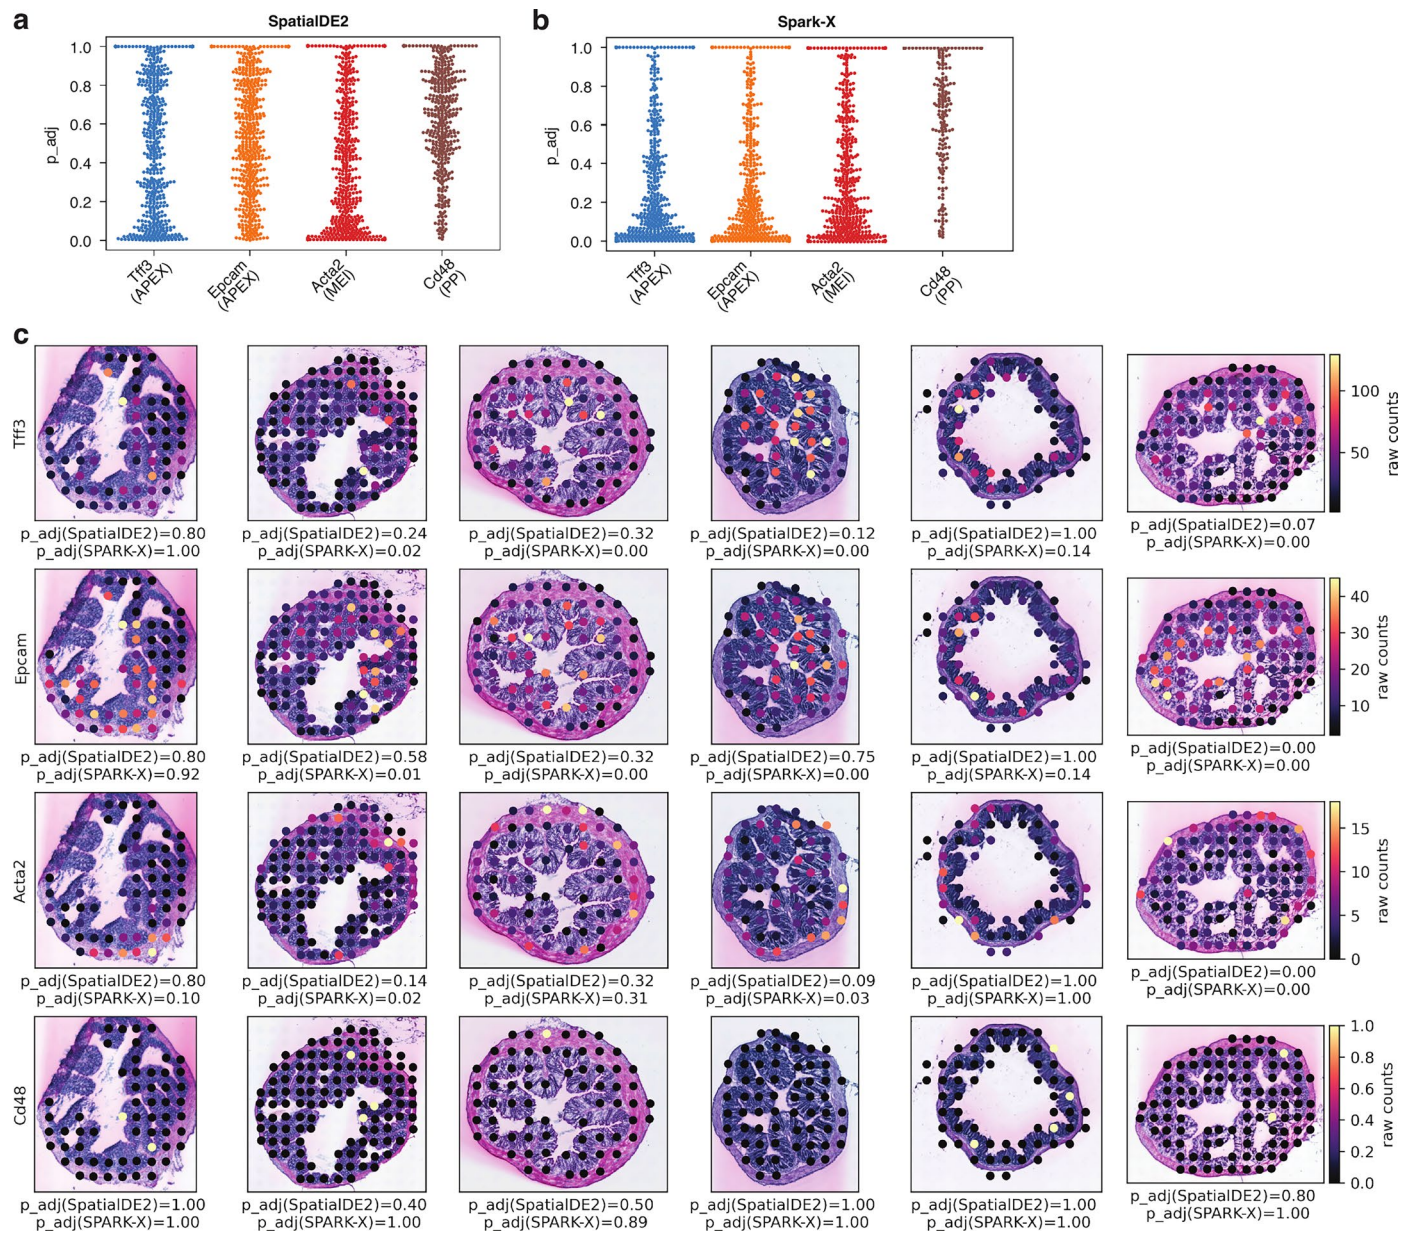 a
SpatialDE2
p_adj
1.0
0.8
0.6
0.4
0.2
0.0
Tff3
(APEX)
Epcam
(APEX)
Acta2
(MEI)
Cd48
(PP)
b
Spark-X
p_adj
1.0
0.8
0.6
0.4
0.2
0.0
Tff3
(APEX)
Epcam
(APEX)
Acta2
(MEI)
Cd48
(PP)
c
Tff3
100
50
raw counts
p_adj(SpatialDE2)=0.80
p_adj(SPARK-X)=1.00
p_adj(SpatialDE2)=0.24
p_adj(SPARK-X)=0.02
p_adj(SpatialDE2)=0.32
p_adj(SPARK-X)=0.00
p_adj(SpatialDE2)=0.12
p_adj(SPARK-X)=0.00
p_adj(SpatialDE2)=1.00
p_adj(SPARK-X)=0.14
p_adj(SpatialDE2)=0.07
p_adj(SPARK-X)=0.00
Epcam
40
30
20
10
raw counts
p_adj(SpatialDE2)=0.80
p_adj(SPARK-X)=0.92
p_adj(SpatialDE2)=0.58
p_adj(SPARK-X)=0.01
p_adj(SpatialDE2)=0.32
p_adj(SPARK-X)=0.00
p_adj(SpatialDE2)=0.75
p_adj(SPARK-X)=0.00
p_adj(SpatialDE2)=1.00
p_adj(SPARK-X)=0.14
p_adj(SpatialDE2)=0.00
p_adj(SPARK-X)=0.00
Acta2
15
10
5
0
raw counts
p_adj(SpatialDE2)=0.80
p_adj(SPARK-X)=0.10
p_adj(SpatialDE2)=0.14
p_adj(SPARK-X)=0.02
p_adj(SpatialDE2)=0.32
p_adj(SPARK-X)=0.31
p_adj(SpatialDE2)=0.09
p_adj(SPARK-X)=0.03
p_adj(SpatialDE2)=1.00
p_adj(SPARK-X)=1.00
p_adj(SpatialDE2)=0.00
p_adj(SPARK-X)=0.00
Cd48
1.0
0.8
0.6
0.4
0.2
0.0
raw counts
p_adj(SpatialDE2)=1.00
p_adj(SPARK-X)=1.00
p_adj(SpatialDE2)=0.40
p_adj(SPARK-X)=1.00
p_adj(SpatialDE2)=0.50
p_adj(SPARK-X)=0.89
p_adj(SpatialDE2)=1.00
p_adj(SPARK-X)=1.00
p_adj(SpatialDE2)=1.00
p_adj(SPARK-X)=1.00
p_adj(SpatialDE2)=0.80
p_adj(SPARK-X)=1.00